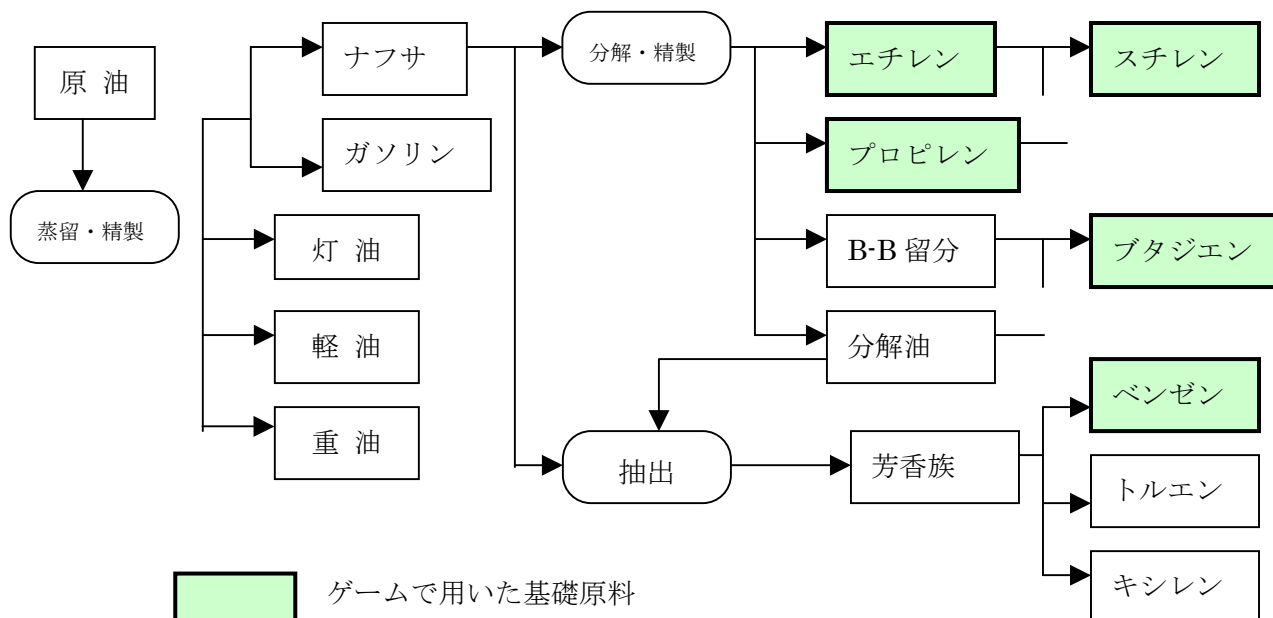 原 油
蒸留・精製
ナフサ
ガソリン
灯 油
軽 油
重 油
分解・精製
抽出
エチレン
プロピレン
B-B 留分
分解油
芳香族
スチレン
ブタジエン
ベンゼン
トルエン
キシレン
ゲームで用いた基礎原料